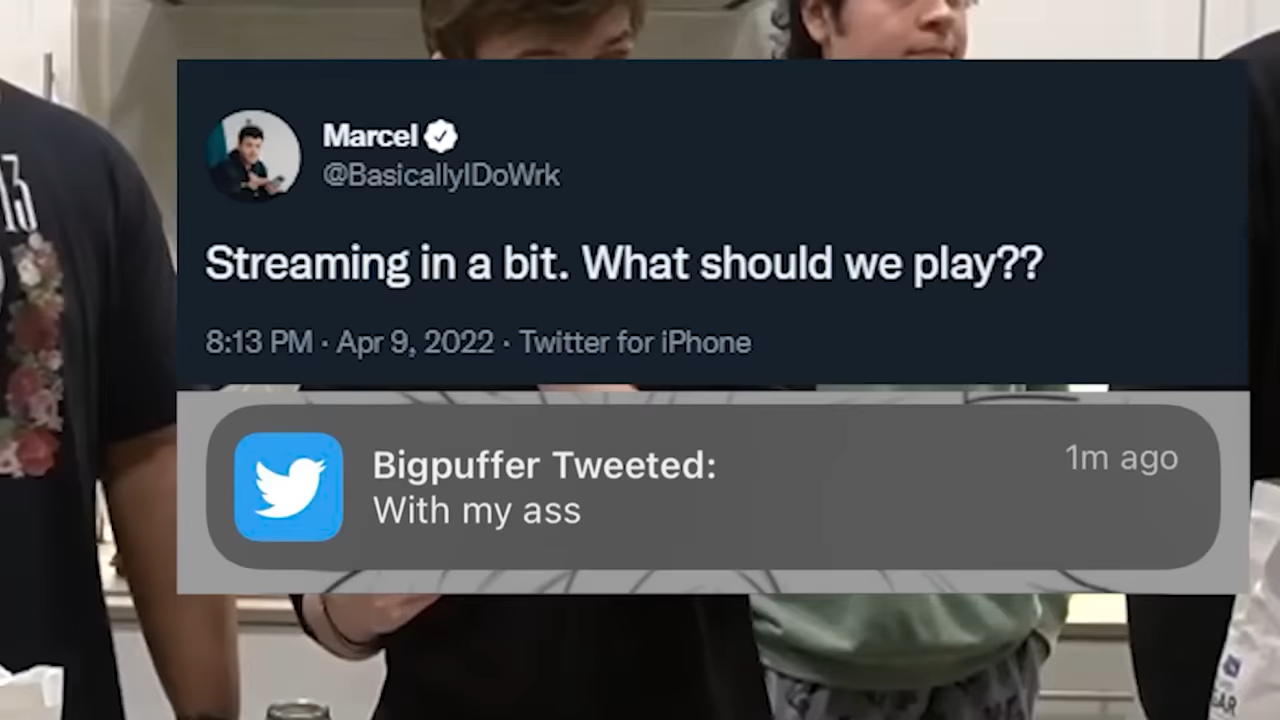 Marcel
@BasicallyIDoWrk
Streaming in a bit. What should we play??
8:13 PM · Apr 9, 2022 · Twitter for iPhone
Bigpuffer Tweeted:
1m ago
With my ass
13